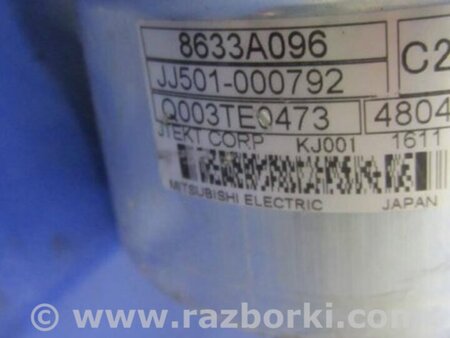 8633A096 C2
JJ501-000792
Q003TE0473 4804
JTEKT CORP KJ001 1611
MITSUBISHI ELECTRIC JAPAN
© www.razborki.com